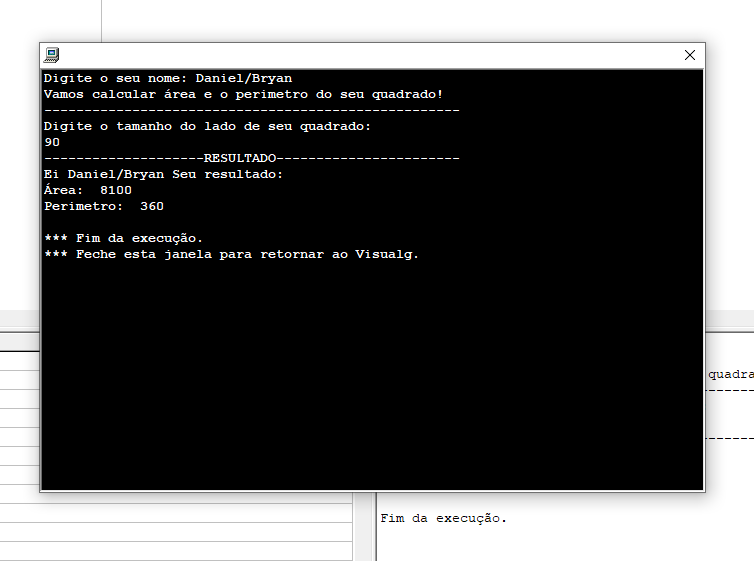 Digite o seu nome: Daniel/Bryan
Vamos calcular área e o perimetro do seu quadrado!
----------------------------------------------------
Digite o tamanho do lado de seu quadrado:
90
--------------------RESULTADO-----------------------
Ei Daniel/Bryan Seu resultado:
Área:  8100
Perimetro:  360
*** Fim da execução.
*** Feche esta janela para retornar ao Visualg.
quadra
------
------
Fim da execução.